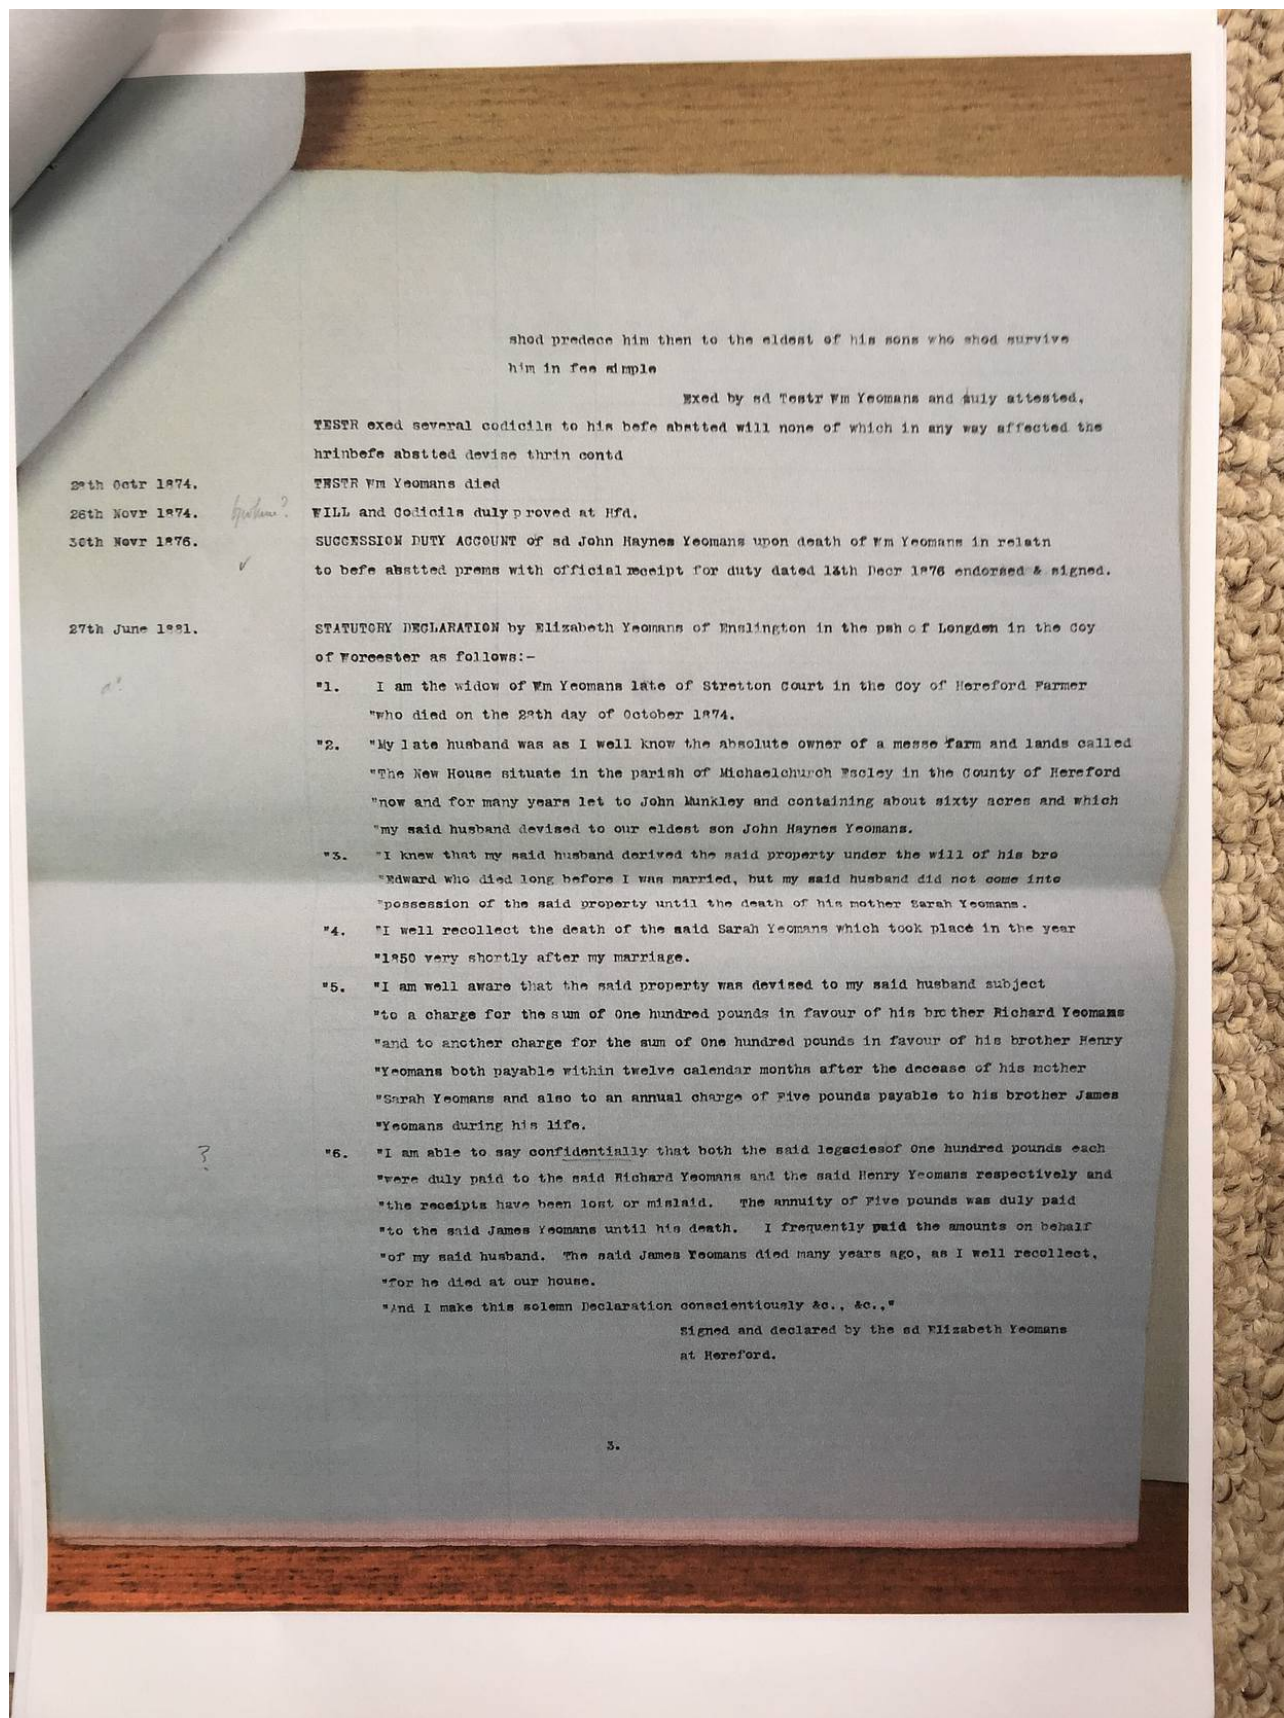 shod predece him then to the eldest of his sons who shod survive
him in fee simple
Exed by sd Testr Wm Yeomans and duly attested.
TESTR exed several codicils to his befe abstted will none of which in any way affected the
hrinbefe abstted devise thrin contd
28th Octr 1874. TESTR Wm Yeomans died
26th Novr 1874. WILL and Codicils duly proved at Hfd.
30th Novr 1876. SUCCESSION DUTY ACCOUNT of sd John Haynes Yeomans upon death of Wm Yeomans in relatn
to befe abstted prems with official receipt for duty dated 13th Decr 1876 endorsed & signed.
27th June 1881. STATUTORY DECLARATION by Elizabeth Yeomans of Enslington in the psh of Longden in the Coy
of Worcester as follows:-
"1. I am the widow of Wm Yeomans late of Stretton Court in the Coy of Hereford Farmer
"who died on the 28th day of October 1874.
"2. "My late husband was as I well know the absolute owner of a messe farm and lands called
"The New House situate in the parish of Michaelchurch Escley in the County of Hereford
"now and for many years let to John Munkley and containing about sixty acres and which
"my said husband devised to our eldest son John Haynes Yeomans.
"3. "I knew that my said husband derived the said property under the will of his bro
"Edward who died long before I was married, but my said husband did not come into
"possession of the said property until the death of his mother Sarah Yeomans.
"4. "I well recollect the death of the said Sarah Yeomans which took place in the year
"1850 very shortly after my marriage.
"5. "I am well aware that the said property was devised to my said husband subject
"to a charge for the sum of One hundred pounds in favour of his brother Richard Yeomans
"and to another charge for the sum of One hundred pounds in favour of his brother Henry
"Yeomans both payable within twelve calendar months after the decease of his mother
"Sarah Yeomans and also to an annual charge of Five pounds payable to his brother James
"Yeomans during his life.
? "6. "I am able to say confidentially that both the said legaciesof One hundred pounds each
"were duly paid to the said Richard Yeomans and the said Henry Yeomans respectively and
"the receipts have been lost or mislaid. The annuity of Five pounds was duly paid
"to the said James Yeomans until his death. I frequently paid the amounts on behalf
"of my said husband. The said James Yeomans died many years ago, as I well recollect,
"for he died at our house.
"And I make this solemn Declaration conscientiously &c., &c.,"
Signed and declared by the sd Elizabeth Yeomans
at Hereford.
3.